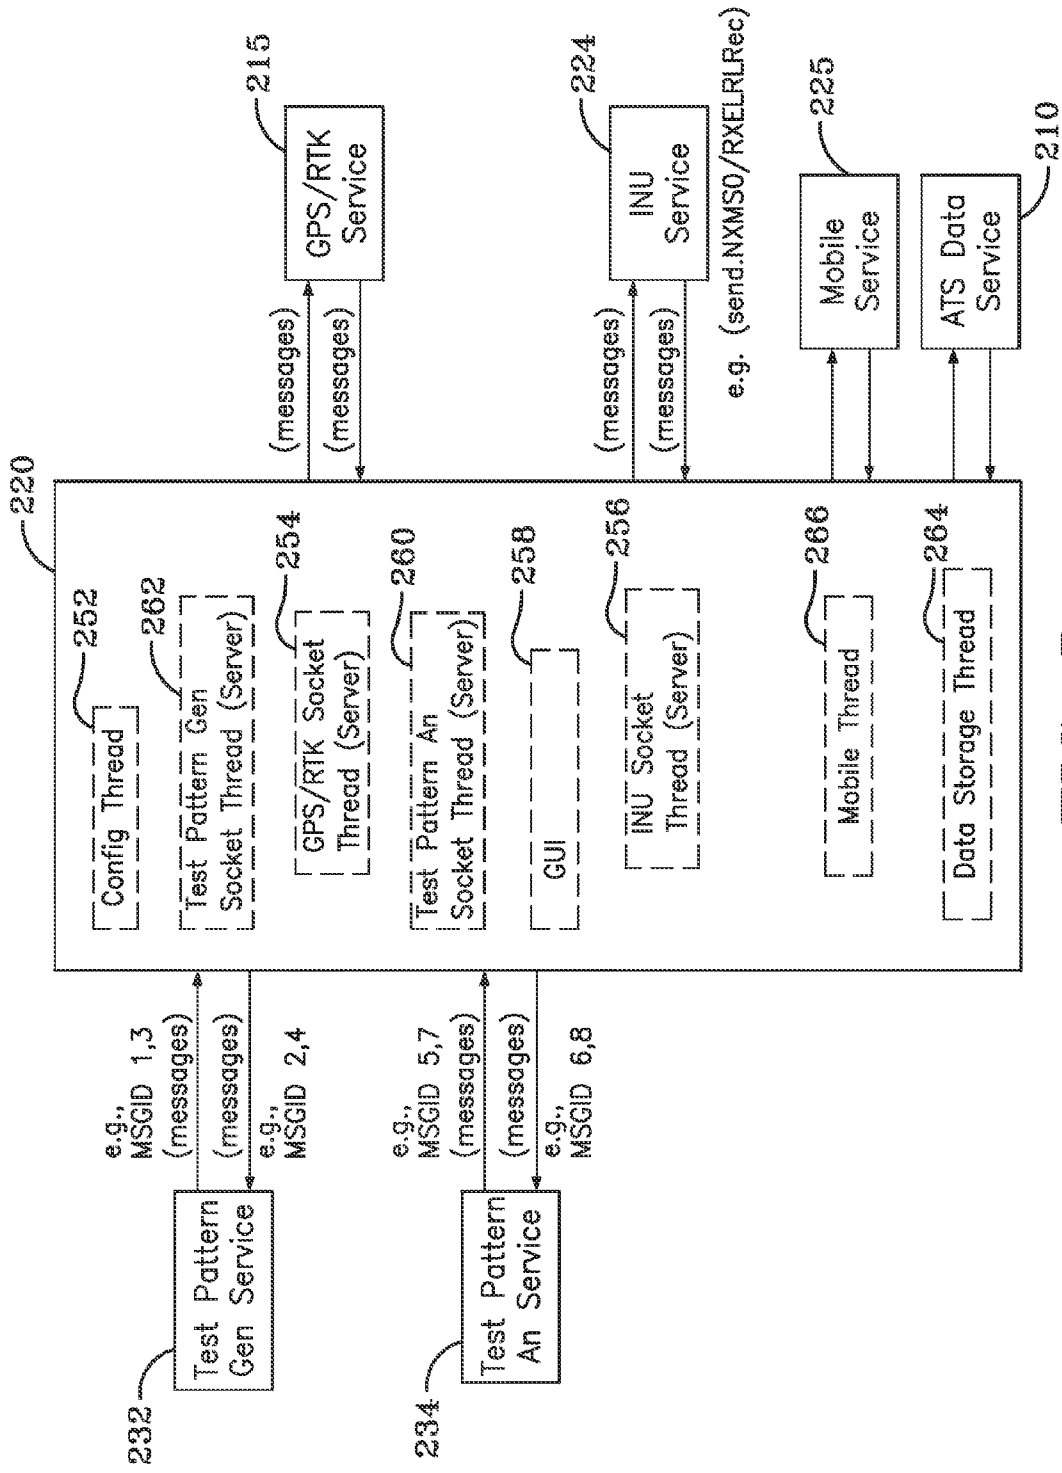 220
252
Config Thread
262
Test Pattern Gen
Socket Thread (Server)
254
GPS/RTK Socket
Thread (Server)
260
Test Pattern An
Socket Thread (Server)
258
GUI
256
INU Socket
Thread (Server)
266
Mobile Thread
264
Data Storage Thread
232
Test Pattern
Gen Service
e.g.,
MSGID 1,3
(messages)
(messages)
e.g.,
MSGID 2,4
234
Test Pattern
An Service
e.g.,
MSGID 5,7
(messages)
(messages)
e.g.,
MSGID 6,8
215
GPS/RTK
Service
(messages)
(messages)
224
INU
Service
(messages)
(messages)
e.g. (send.NXMSO/RXELRLRec)
225
Mobile
Service
210
ATS Data
Service